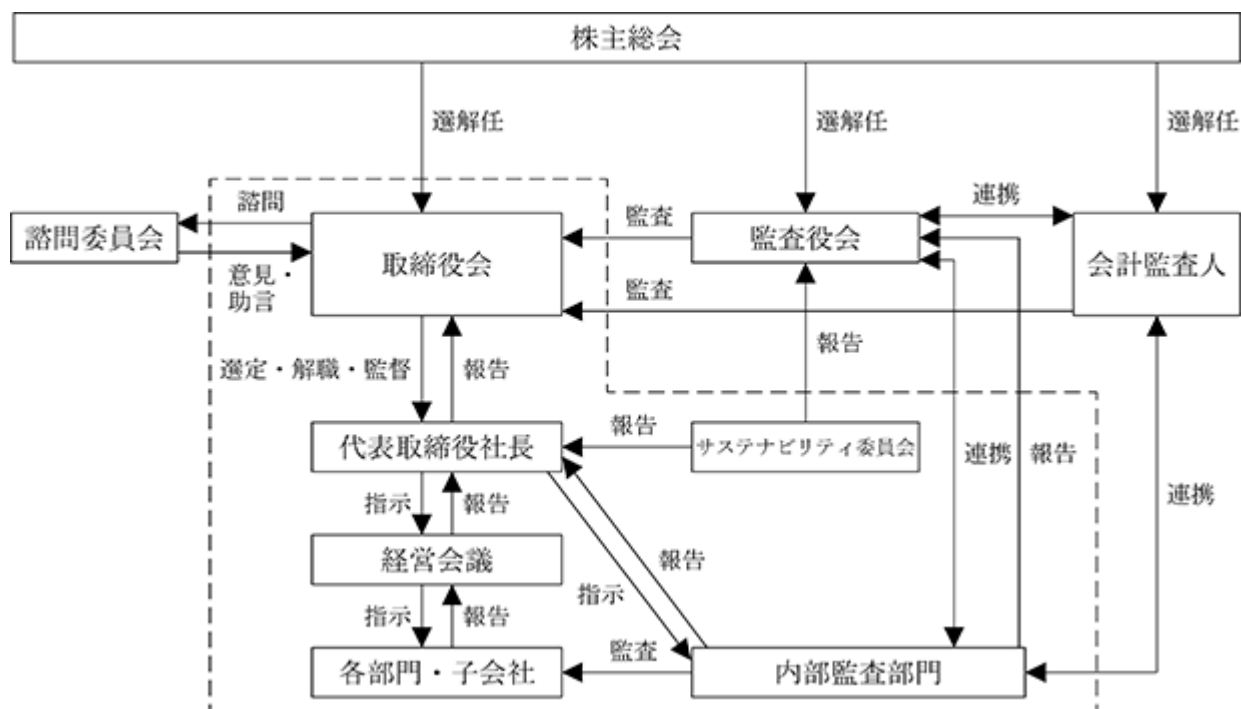 株主総会
選解任
選解任
選解任
諮問
諮問委員会
意見・
助言
取締役会
監査
監査役会
連携
会計監査人
監査
報告
選定・解職・監督
報告
代表取締役社長
報告
サステナビリティ委員会
連携
報告
連携
指示
報告
経営会議
報告
指示
指示
報告
各部門・子会社
監査
内部監査部門